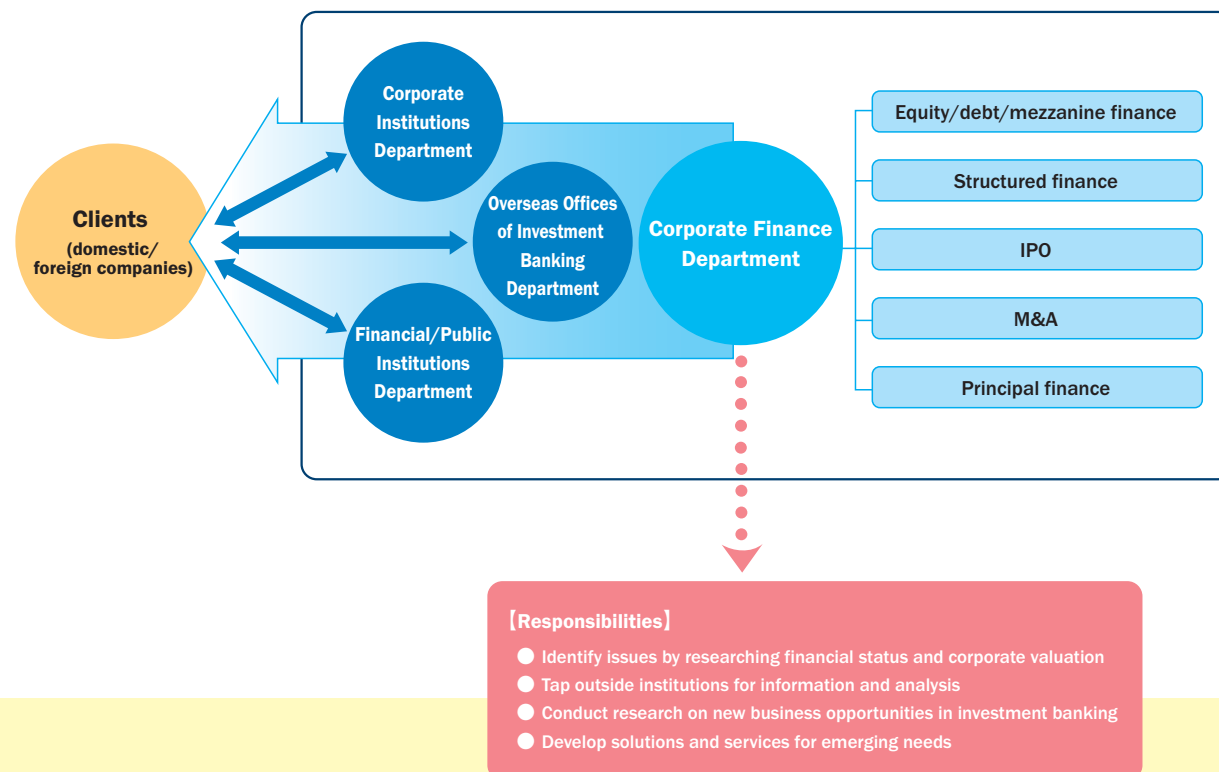 Corporate
Institutions
Department
Clients
(domestic/
foreign companies)
Overseas Offices
of Investment
Banking
Department
Financial/Public
Institutions
Department
Corporate Finance
Department
Equity/debt/mezzanine finance
Structured finance
IPO
M&A
Principal finance
【Responsibilities】
● Identify issues by researching financial status and corporate valuation
● Tap outside institutions for information and analysis
● Conduct research on new business opportunities in investment banking
● Develop solutions and services for emerging needs